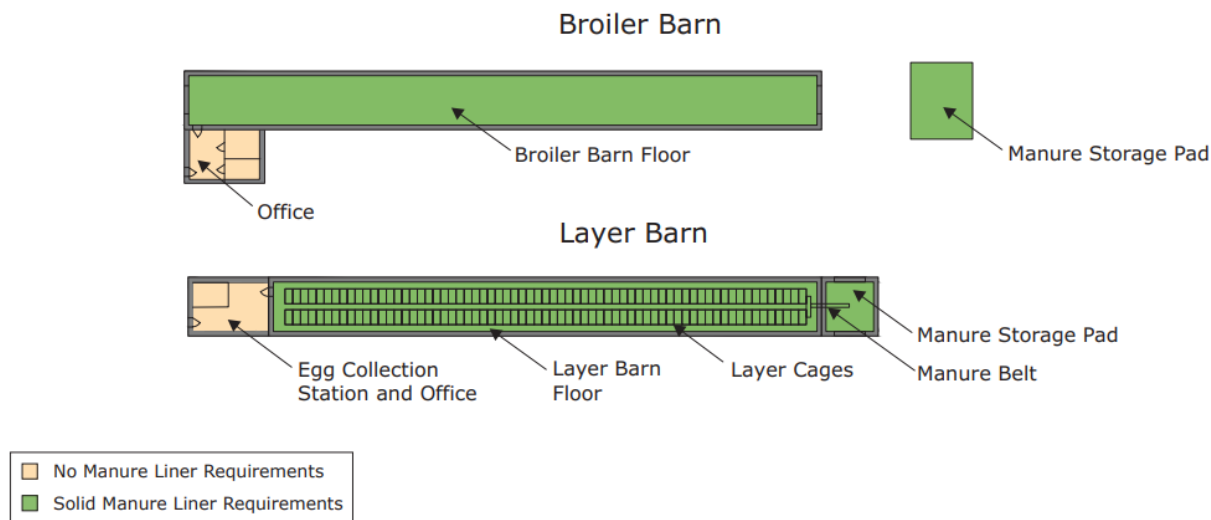 Broiler Barn
Broiler Barn Floor
Manure Storage Pad
Office
Layer Barn
Manure Storage Pad
Egg Collection
Station and Office
Layer Barn
Floor
Layer Cages
Manure Belt
No Manure Liner Requirements
Solid Manure Liner Requirements